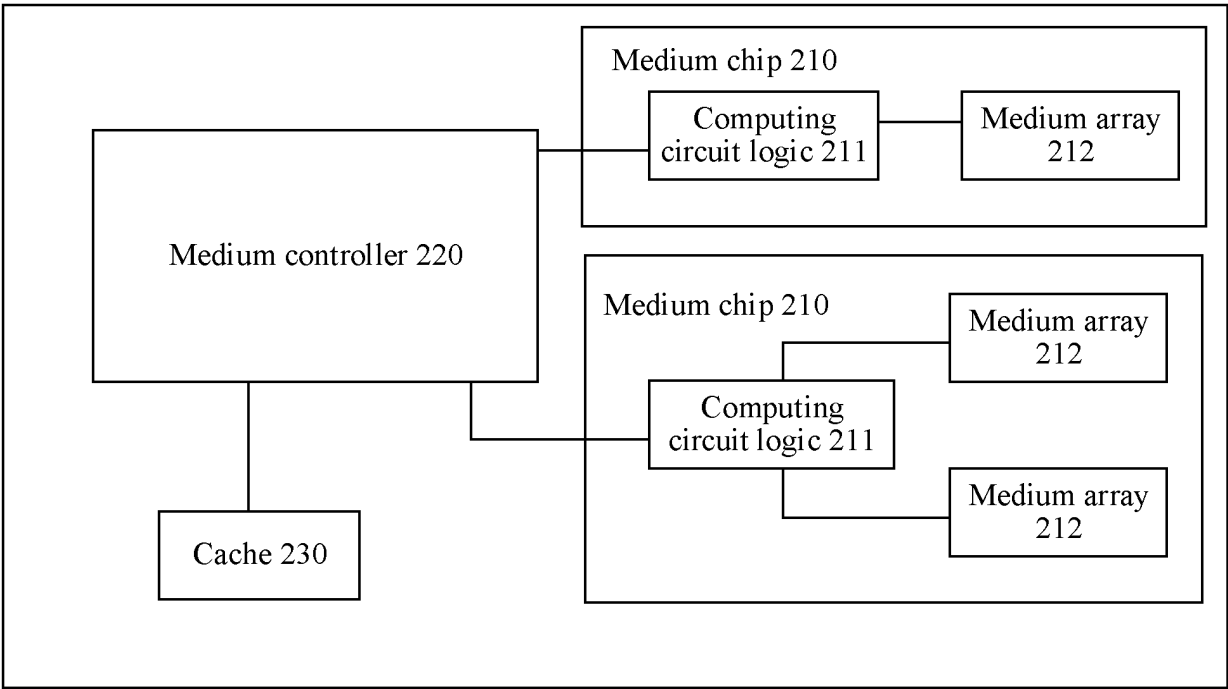 Medium chip 210
Computing
circuit logic 211
Medium array
212
Medium controller 220
Medium chip 210
Medium array
212
Computing
circuit logic 211
Medium array
212
Cache 230